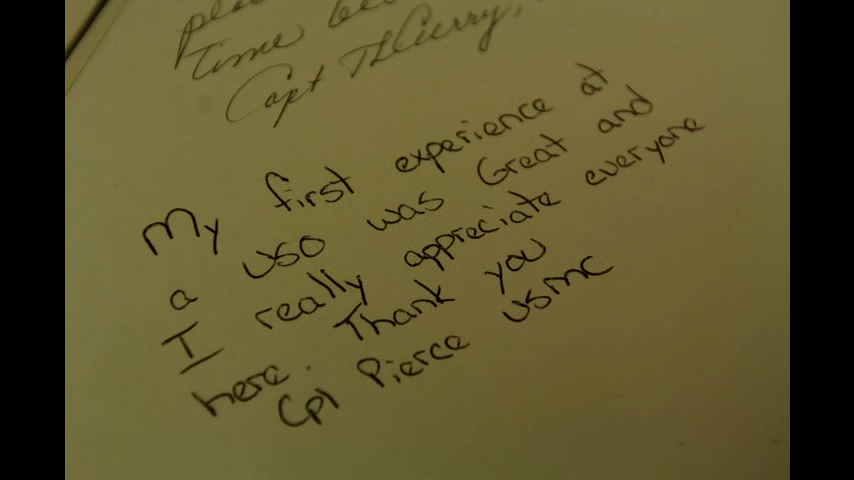 time
Capt
My first experience at
a USO was Great and
I really appreciate everyone
here. Thank you
Cpl Pierce USMC